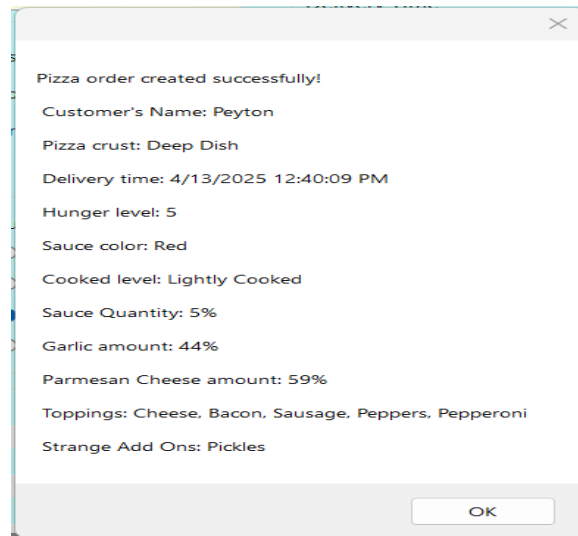 Pizza order created successfully!
Customer's Name: Peyton
Pizza crust: Deep Dish
Delivery time: 4/13/2025 12:40:09 PM
Hunger level: 5
Sauce color: Red
Cooked level: Lightly Cooked
Sauce Quantity: 5%
Garlic amount: 44%
Parmesan Cheese amount: 59%
Toppings: Cheese, Bacon, Sausage, Peppers, Pepperoni
Strange Add Ons: Pickles
OK